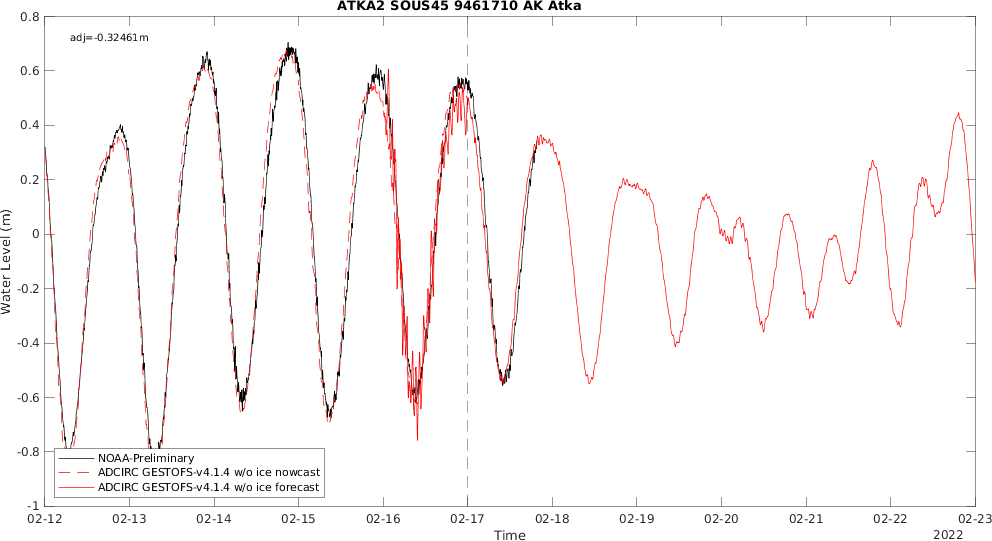 ATKA2 SOUS45 9461710 AK Atka
adj=-0.32461m
0.8
0.6
0.4
0.2
0
-0.2
-0.4
-0.6
-0.8
-1
Water Level (m)
NOAA-Preliminary
ADCIRC GESTOFS-v4.1.4 w/o ice nowcast
ADCIRC GESTOFS-v4.1.4 w/o ice forecast
02-12 02-13 02-14 02-15 02-16 02-17 02-18 02-19 02-20 02-21 02-22 02-23
Time
2022